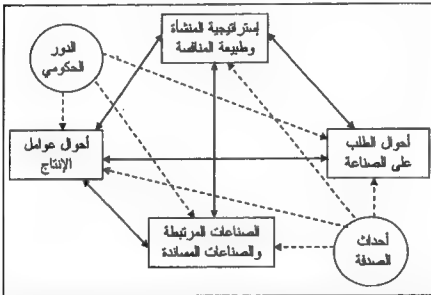 إستراتيجية المنشأة
وطبيعة المنافسة
الدور
الحكومي
أحوال الطلب
على الصناعة
أحوال عوامل
الإنتاج
الصناعات المرتبطة
والصناعات المساندة
أحداث
الصدفة